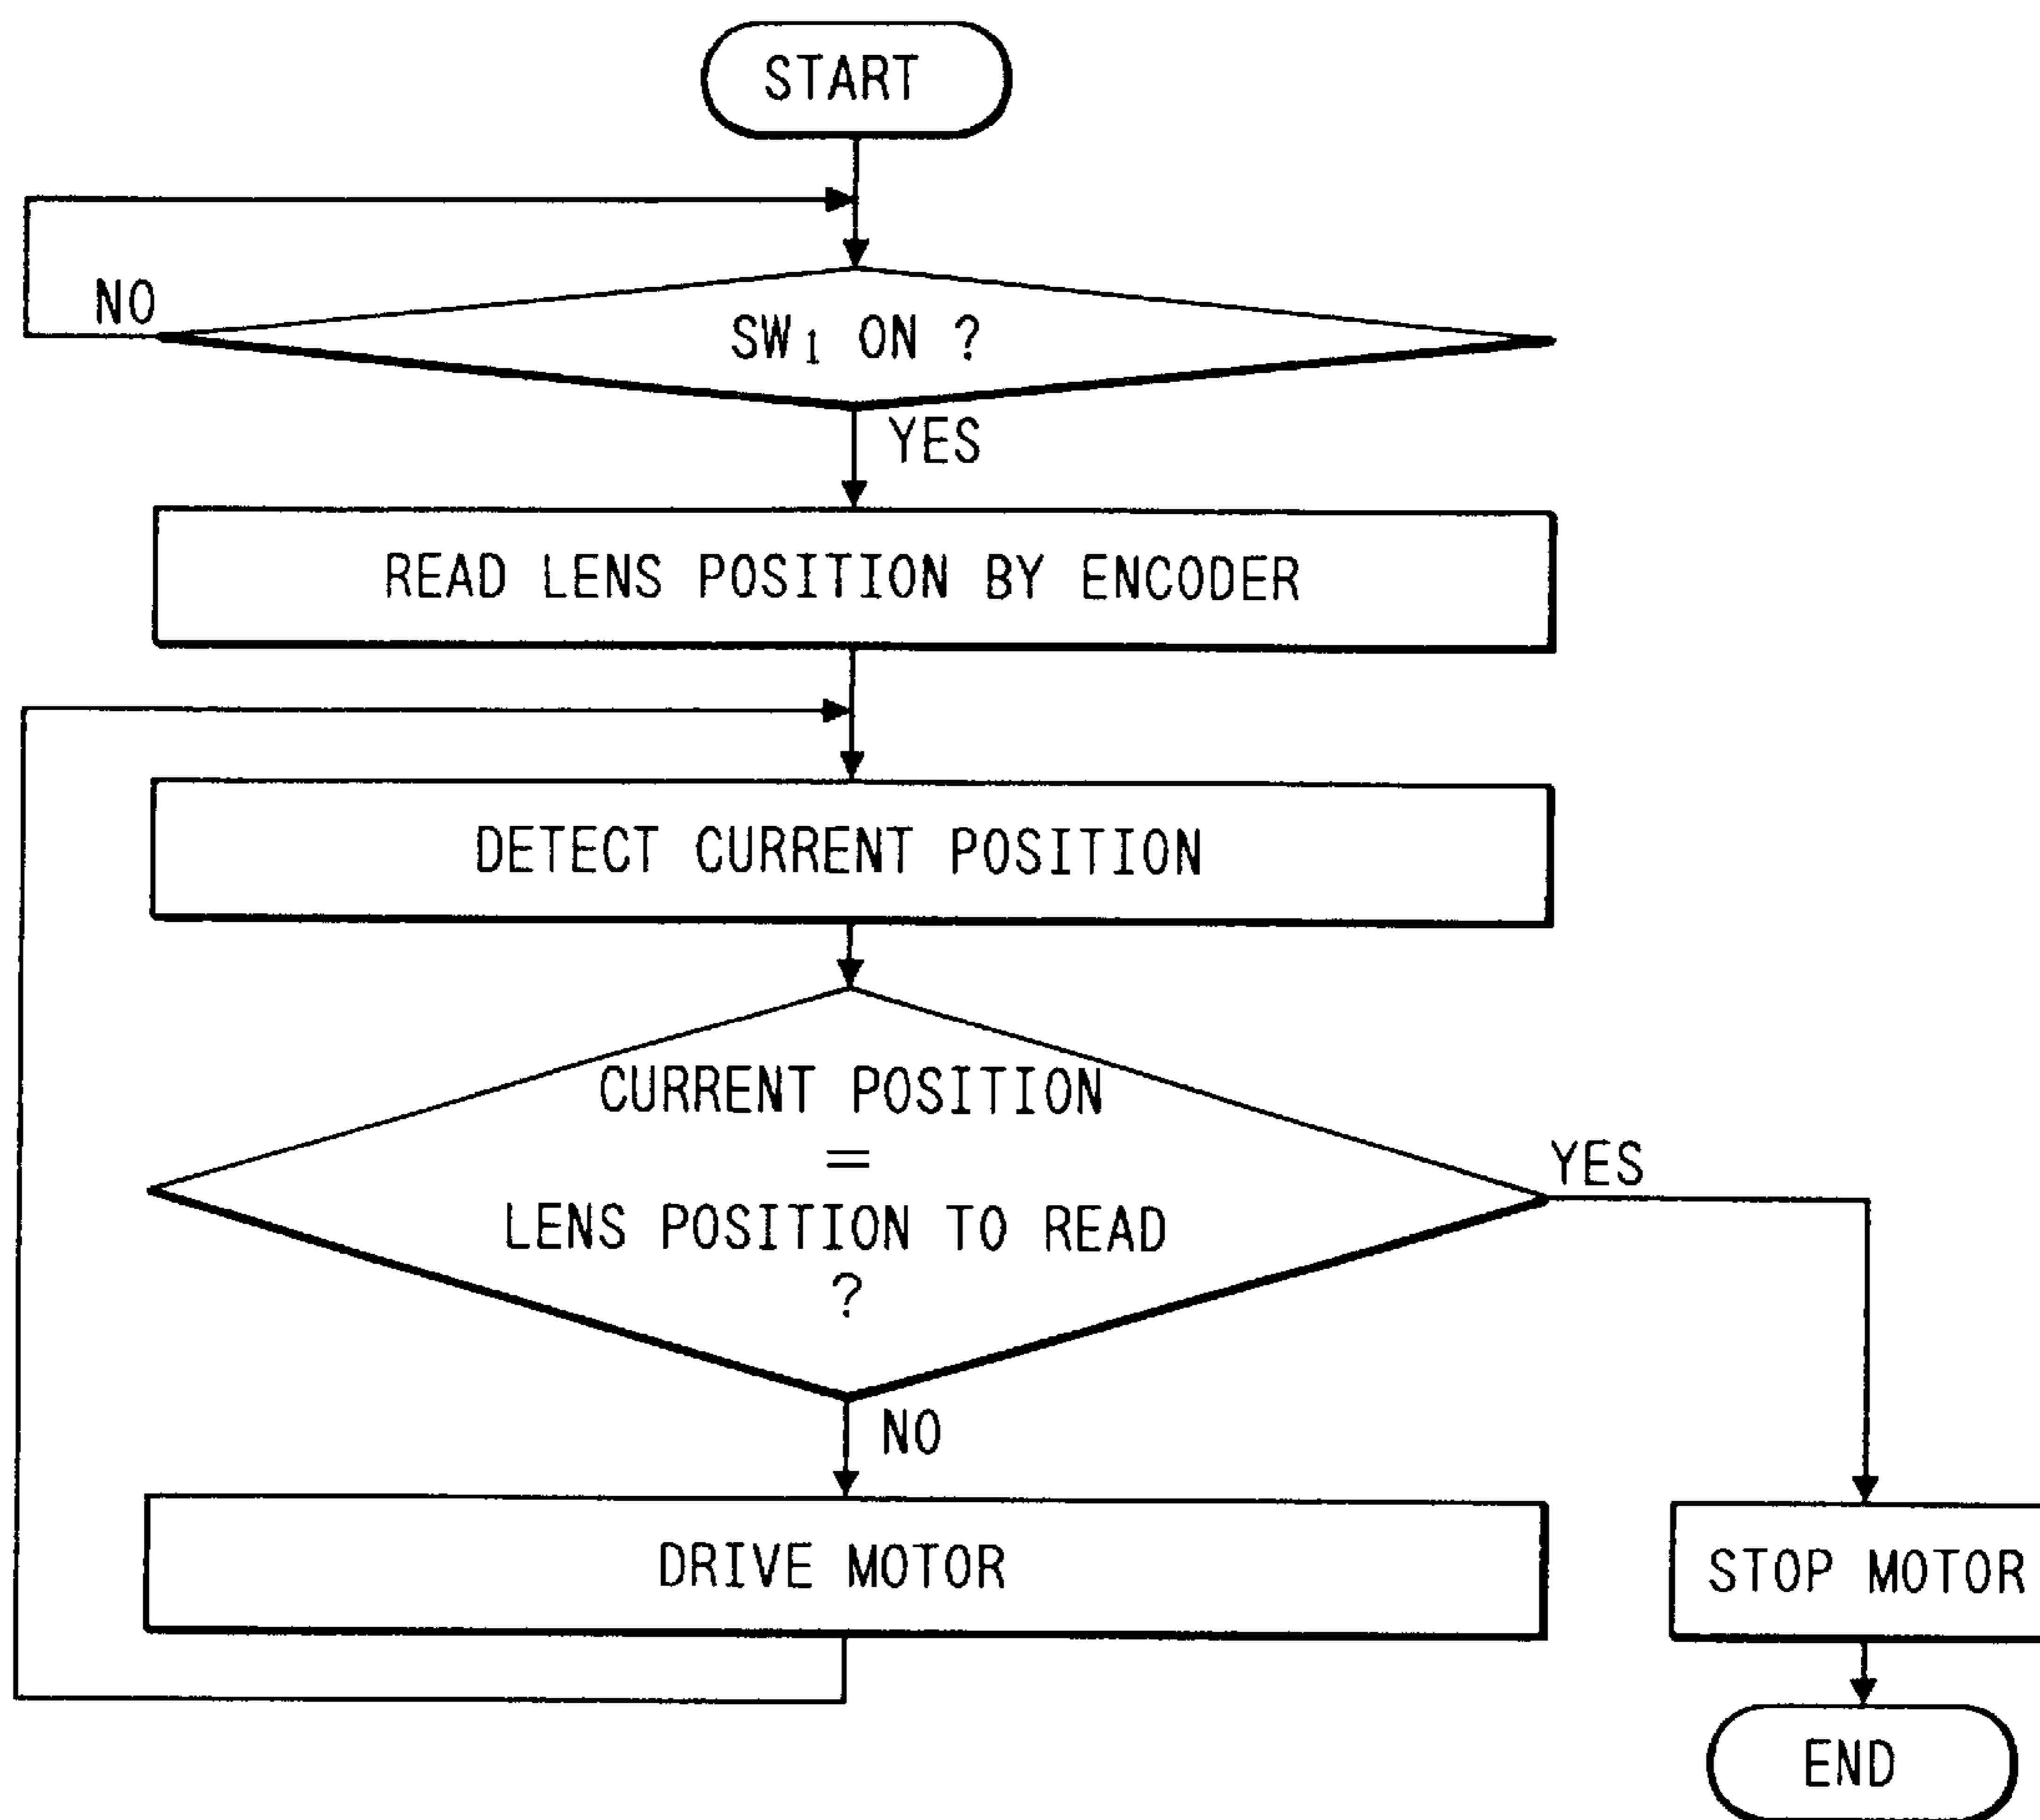 START
NO
SW₁ ON ?
YES
READ LENS POSITION BY ENCODER
DETECT CURRENT POSITION
CURRENT POSITION
=
LENS POSITION TO READ
?
YES
NO
DRIVE MOTOR
STOP MOTOR
END